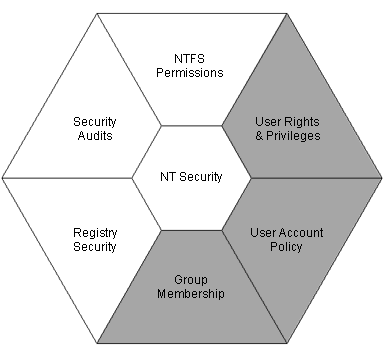 NTFS
Permissions
Security
Audits
User Rights
& Privileges
NT Security
Registry
Security
User Account
Policy
Group
Membership